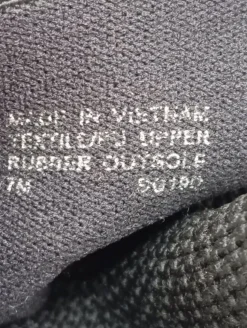 MADE IN VIETNAM
TEXTILE/PU UPPER
RUBBER OUTSOLE
7M